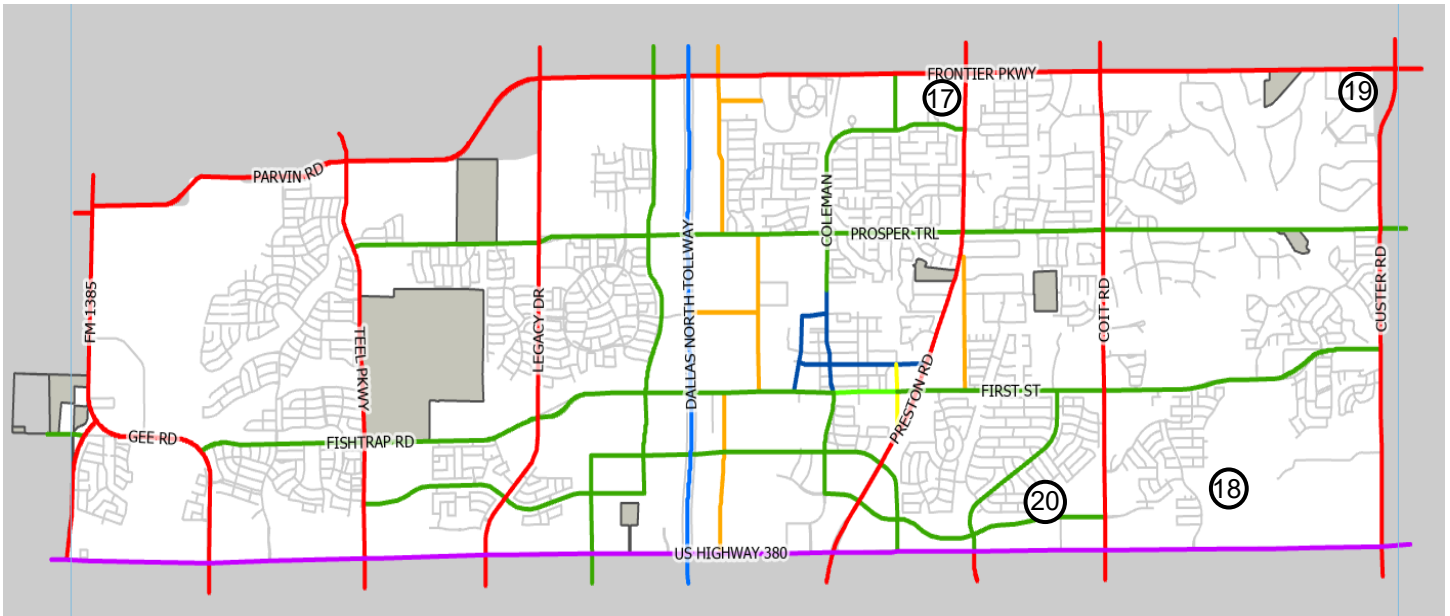 FRONTIER PKWY
17
19
PARVIN RD
COLEMAN
PROSPER TRL
DALLAS NORTH TOLLWAY
FM 1385
LEGACY DR
COIT RD
CUSTER RD
TEEL PKWY
PRESTON RD
FIRST ST
GEE RD
FISHTRAP RD
18
20
US HIGHWAY 380